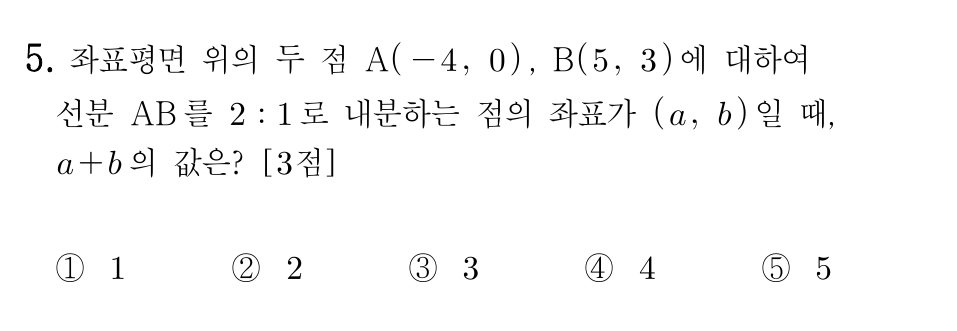 5. 좌표평면 위의 두 점 A(−4, 0), B(5, 3)에 대하여
선분 AB를 2 : 1로 내분하는 점의 좌표가 (a, b)일 때,
a+b의 값은? [3점]
① 1 ② 2 ③ 3 ④ 4 ⑤ 5